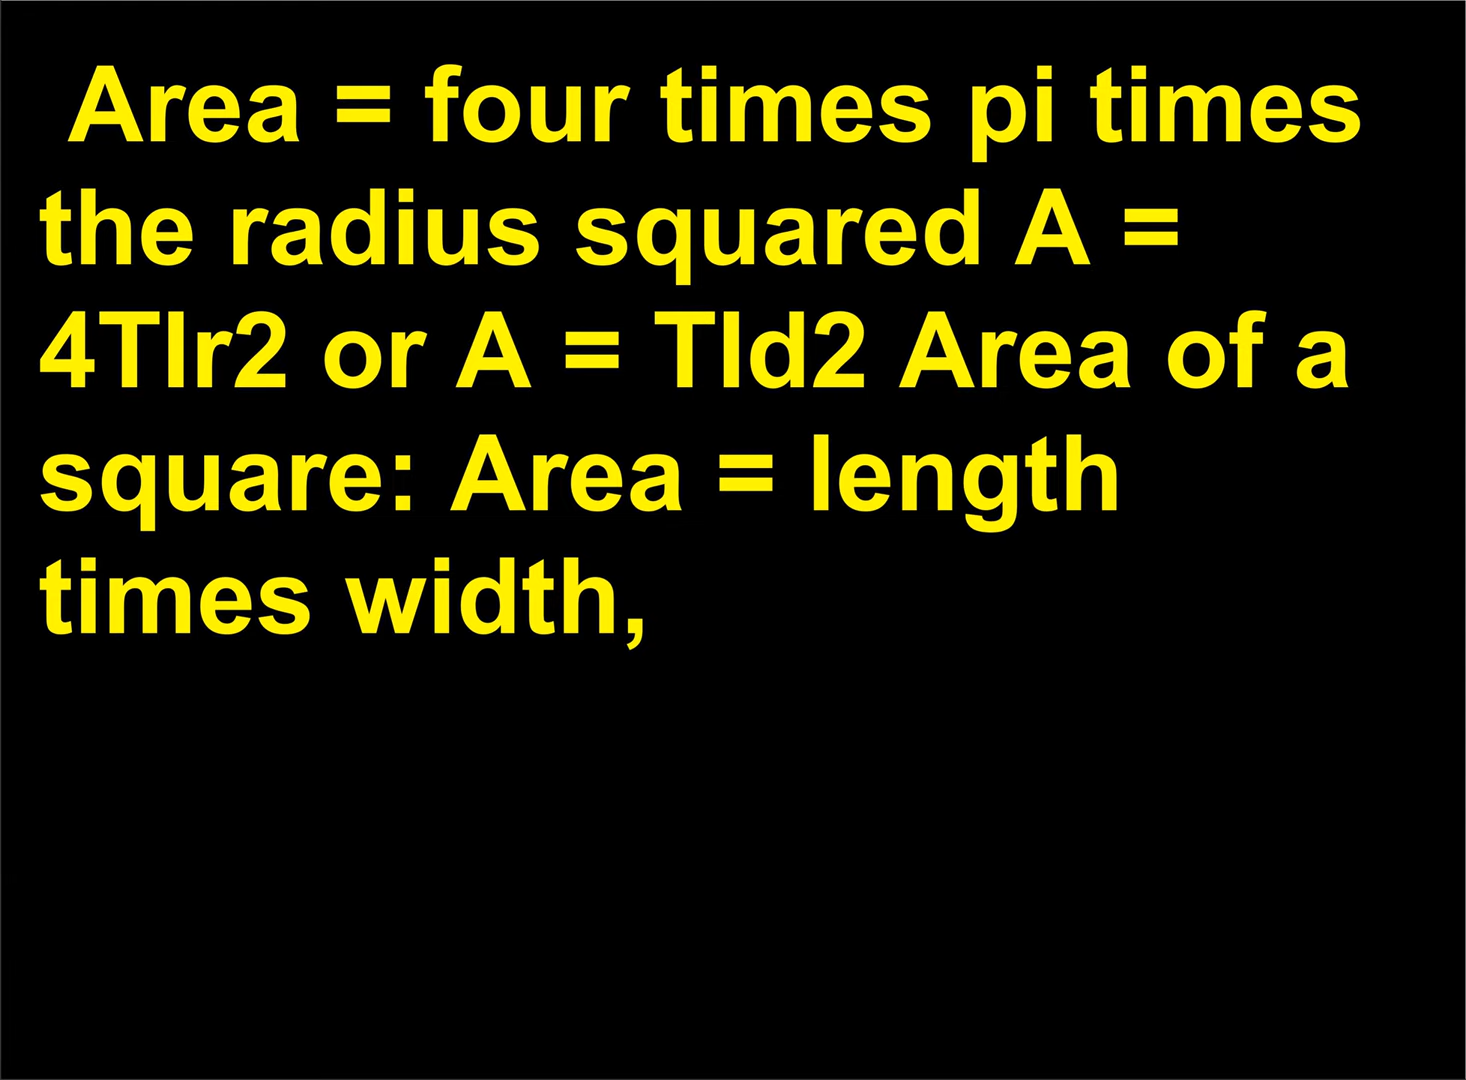 Area = four times pi times
the radius squared A =
4TIr2 or A = TId2 Area of a
square: Area = length
times width,